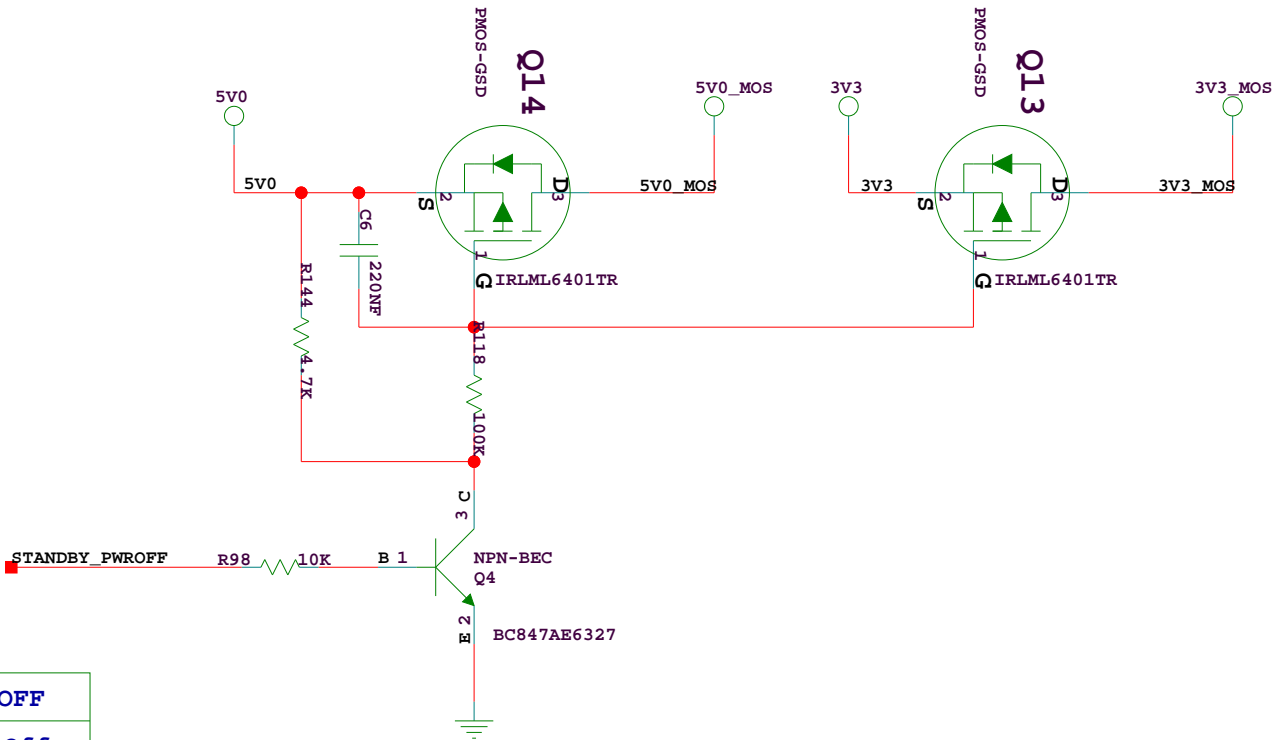 PMOS-GSD
Q14
PMOS-GSD
Q13
5V0
5V0_MOS
3V3
3V3_MOS
5V0
S
2
D
3
5V0_MOS
3V3
S
2
D
3
3V3_MOS
C6
220NF
1
G
IRLML6401TR
1
G
IRLML6401TR
R144
4.7K
R118
100K
C
3
STANDBY_PWROFF
R98
10K
B 1
NPN-BEC
Q4
2
E
BC847AE6327
OFF